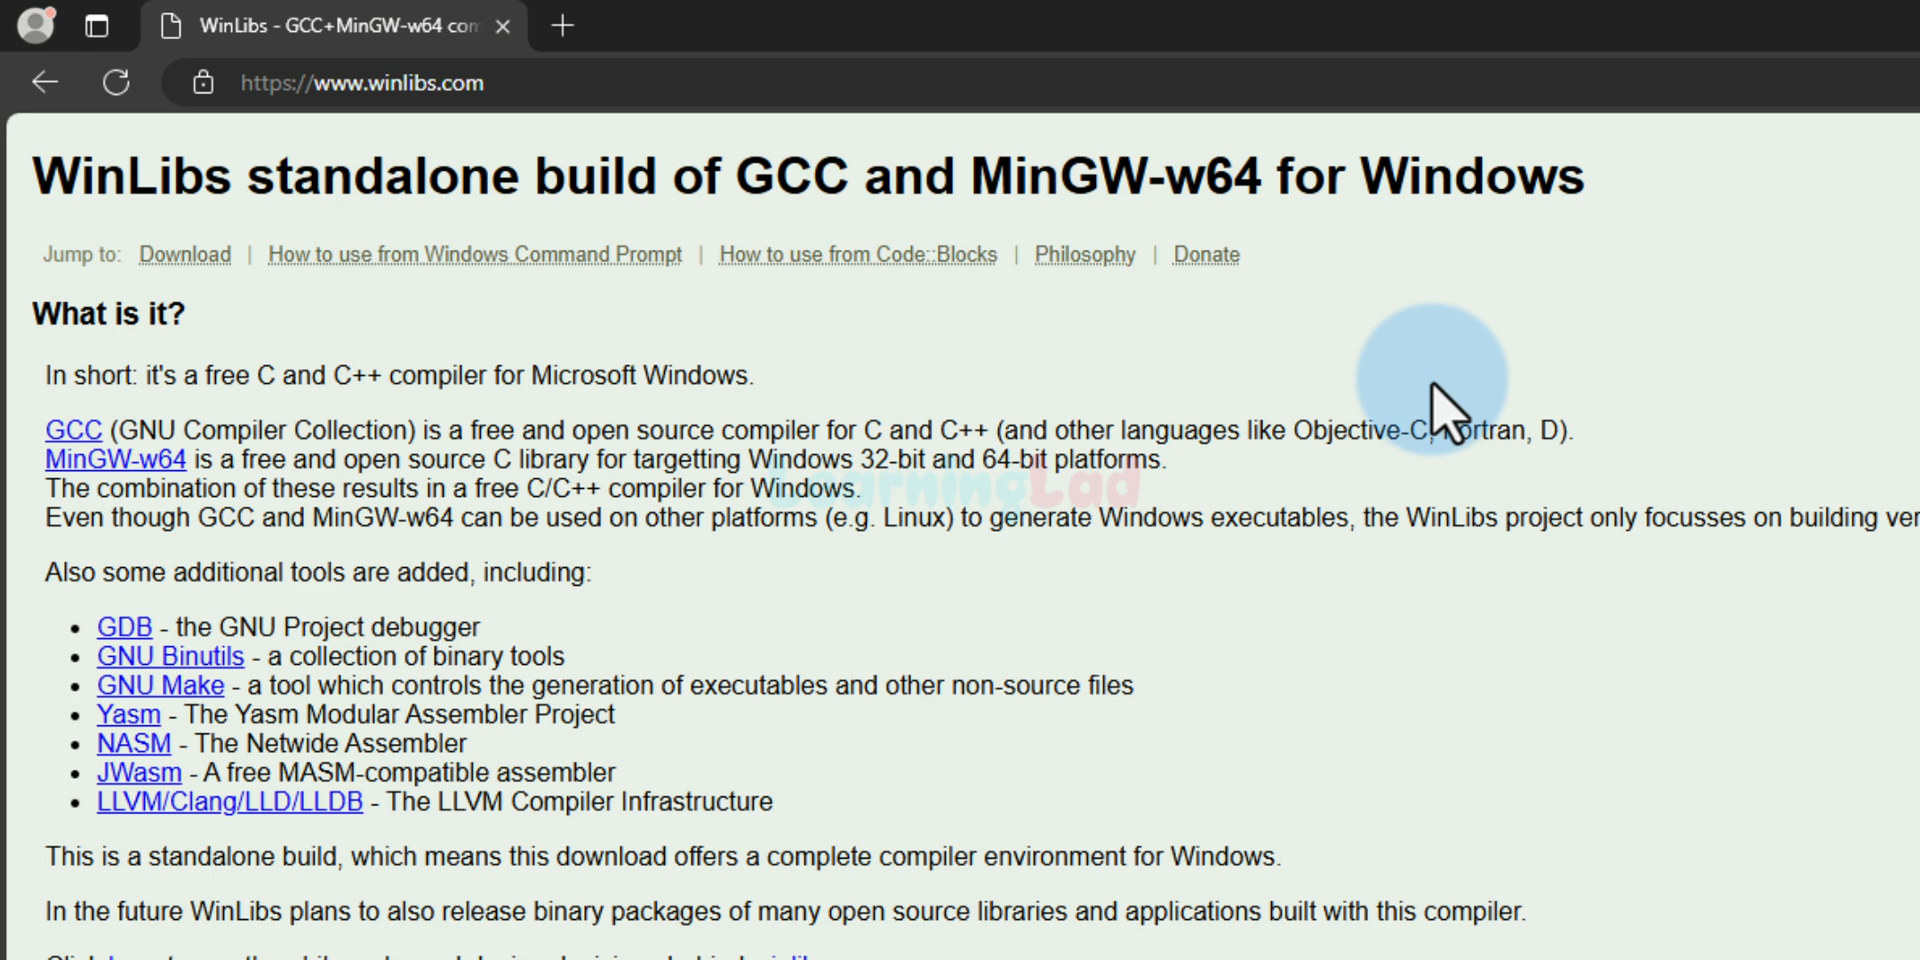 WinLibs - GCC+MinGW-w64 com
https://www.winlibs.com
WinLibs standalone build of GCC and MinGW-w64 for Windows
Jump to: Download | How to use from Windows Command Prompt | How to use from Code::Blocks | Philosophy | Donate
What is it?
In short: it's a free C and C++ compiler for Microsoft Windows.
GCC (GNU Compiler Collection) is a free and open source compiler for C and C++ (and other languages like Objective-C, Fortran, D).
MinGW-w64 is a free and open source C library for targetting Windows 32-bit and 64-bit platforms.
LearningLad
The combination of these results in a free C/C++ compiler for Windows.
Even though GCC and MinGW-w64 can be used on other platforms (e.g. Linux) to generate Windows executables, the WinLibs project only focusses on building ver
Also some additional tools are added, including:
• GDB - the GNU Project debugger
• GNU Binutils - a collection of binary tools
• GNU Make - a tool which controls the generation of executables and other non-source files
• Yasm - The Yasm Modular Assembler Project
• NASM - The Netwide Assembler
• JWasm - A free MASM-compatible assembler
• LLVM/Clang/LLD/LLDB - The LLVM Compiler Infrastructure
This is a standalone build, which means this download offers a complete compiler environment for Windows.
In the future WinLibs plans to also release binary packages of many open source libraries and applications built with this compiler.